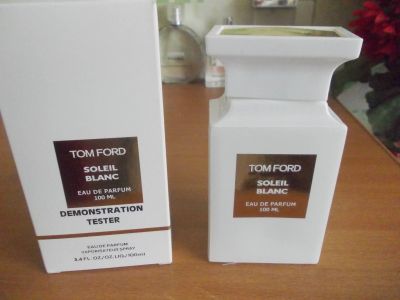 TOM FORD
SOLEIL
BLANC
EAU DE PARFUM
100 ML
DEMONSTRATION
TESTER
EAU DE PARFUM
VAPORISATEUR SPRAY
3.4 FL. OZ./OZ. LIQ/100ml
TOM FORD
SOLEIL
BLANC
EAU DE PARFUM
100 ML